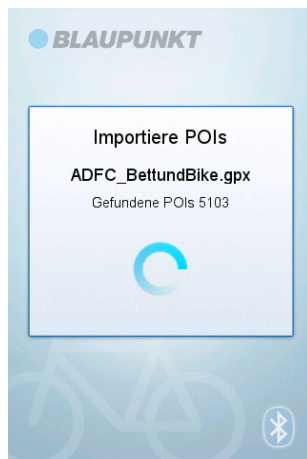 BLAUPUNKT
Importiere POIs
ADFC_BettundBike.gpx
Gefundene POIs 5103